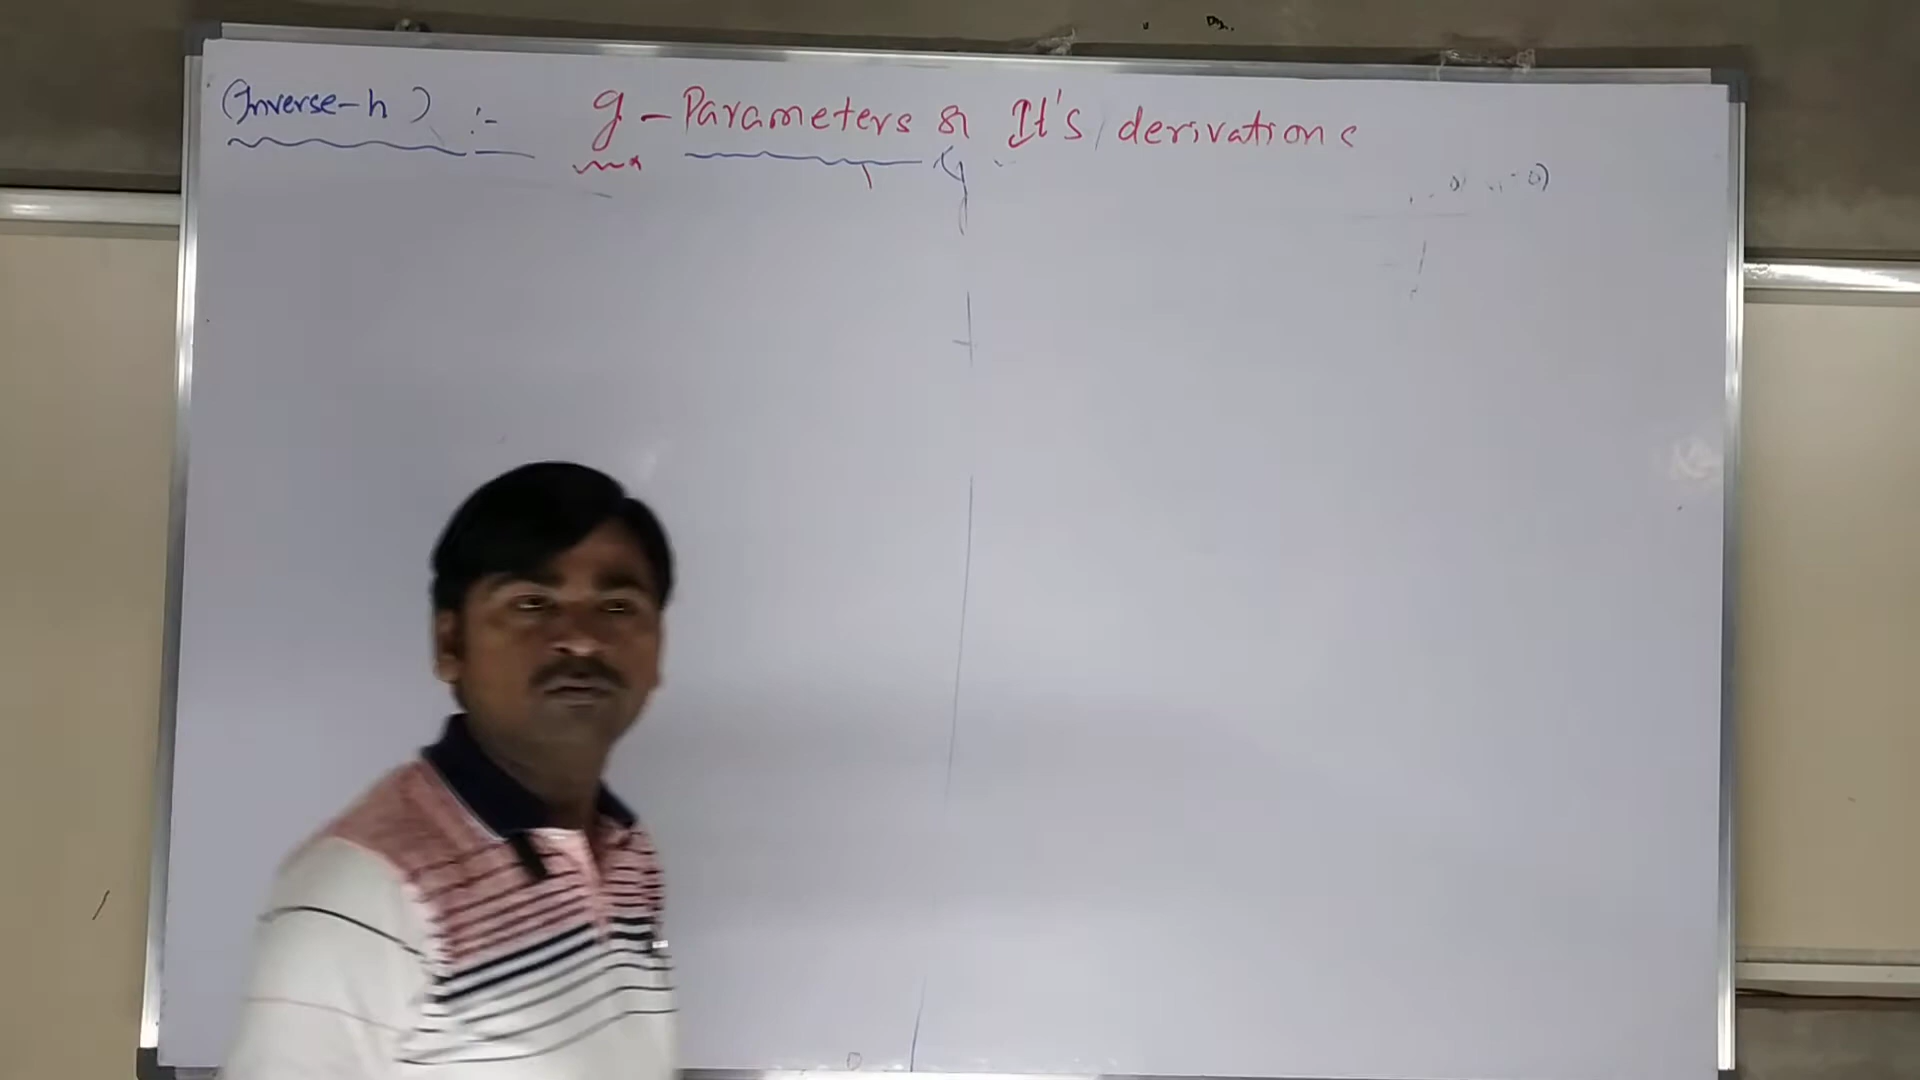 (Inverse-h) :- g-Parameters & It's derivations